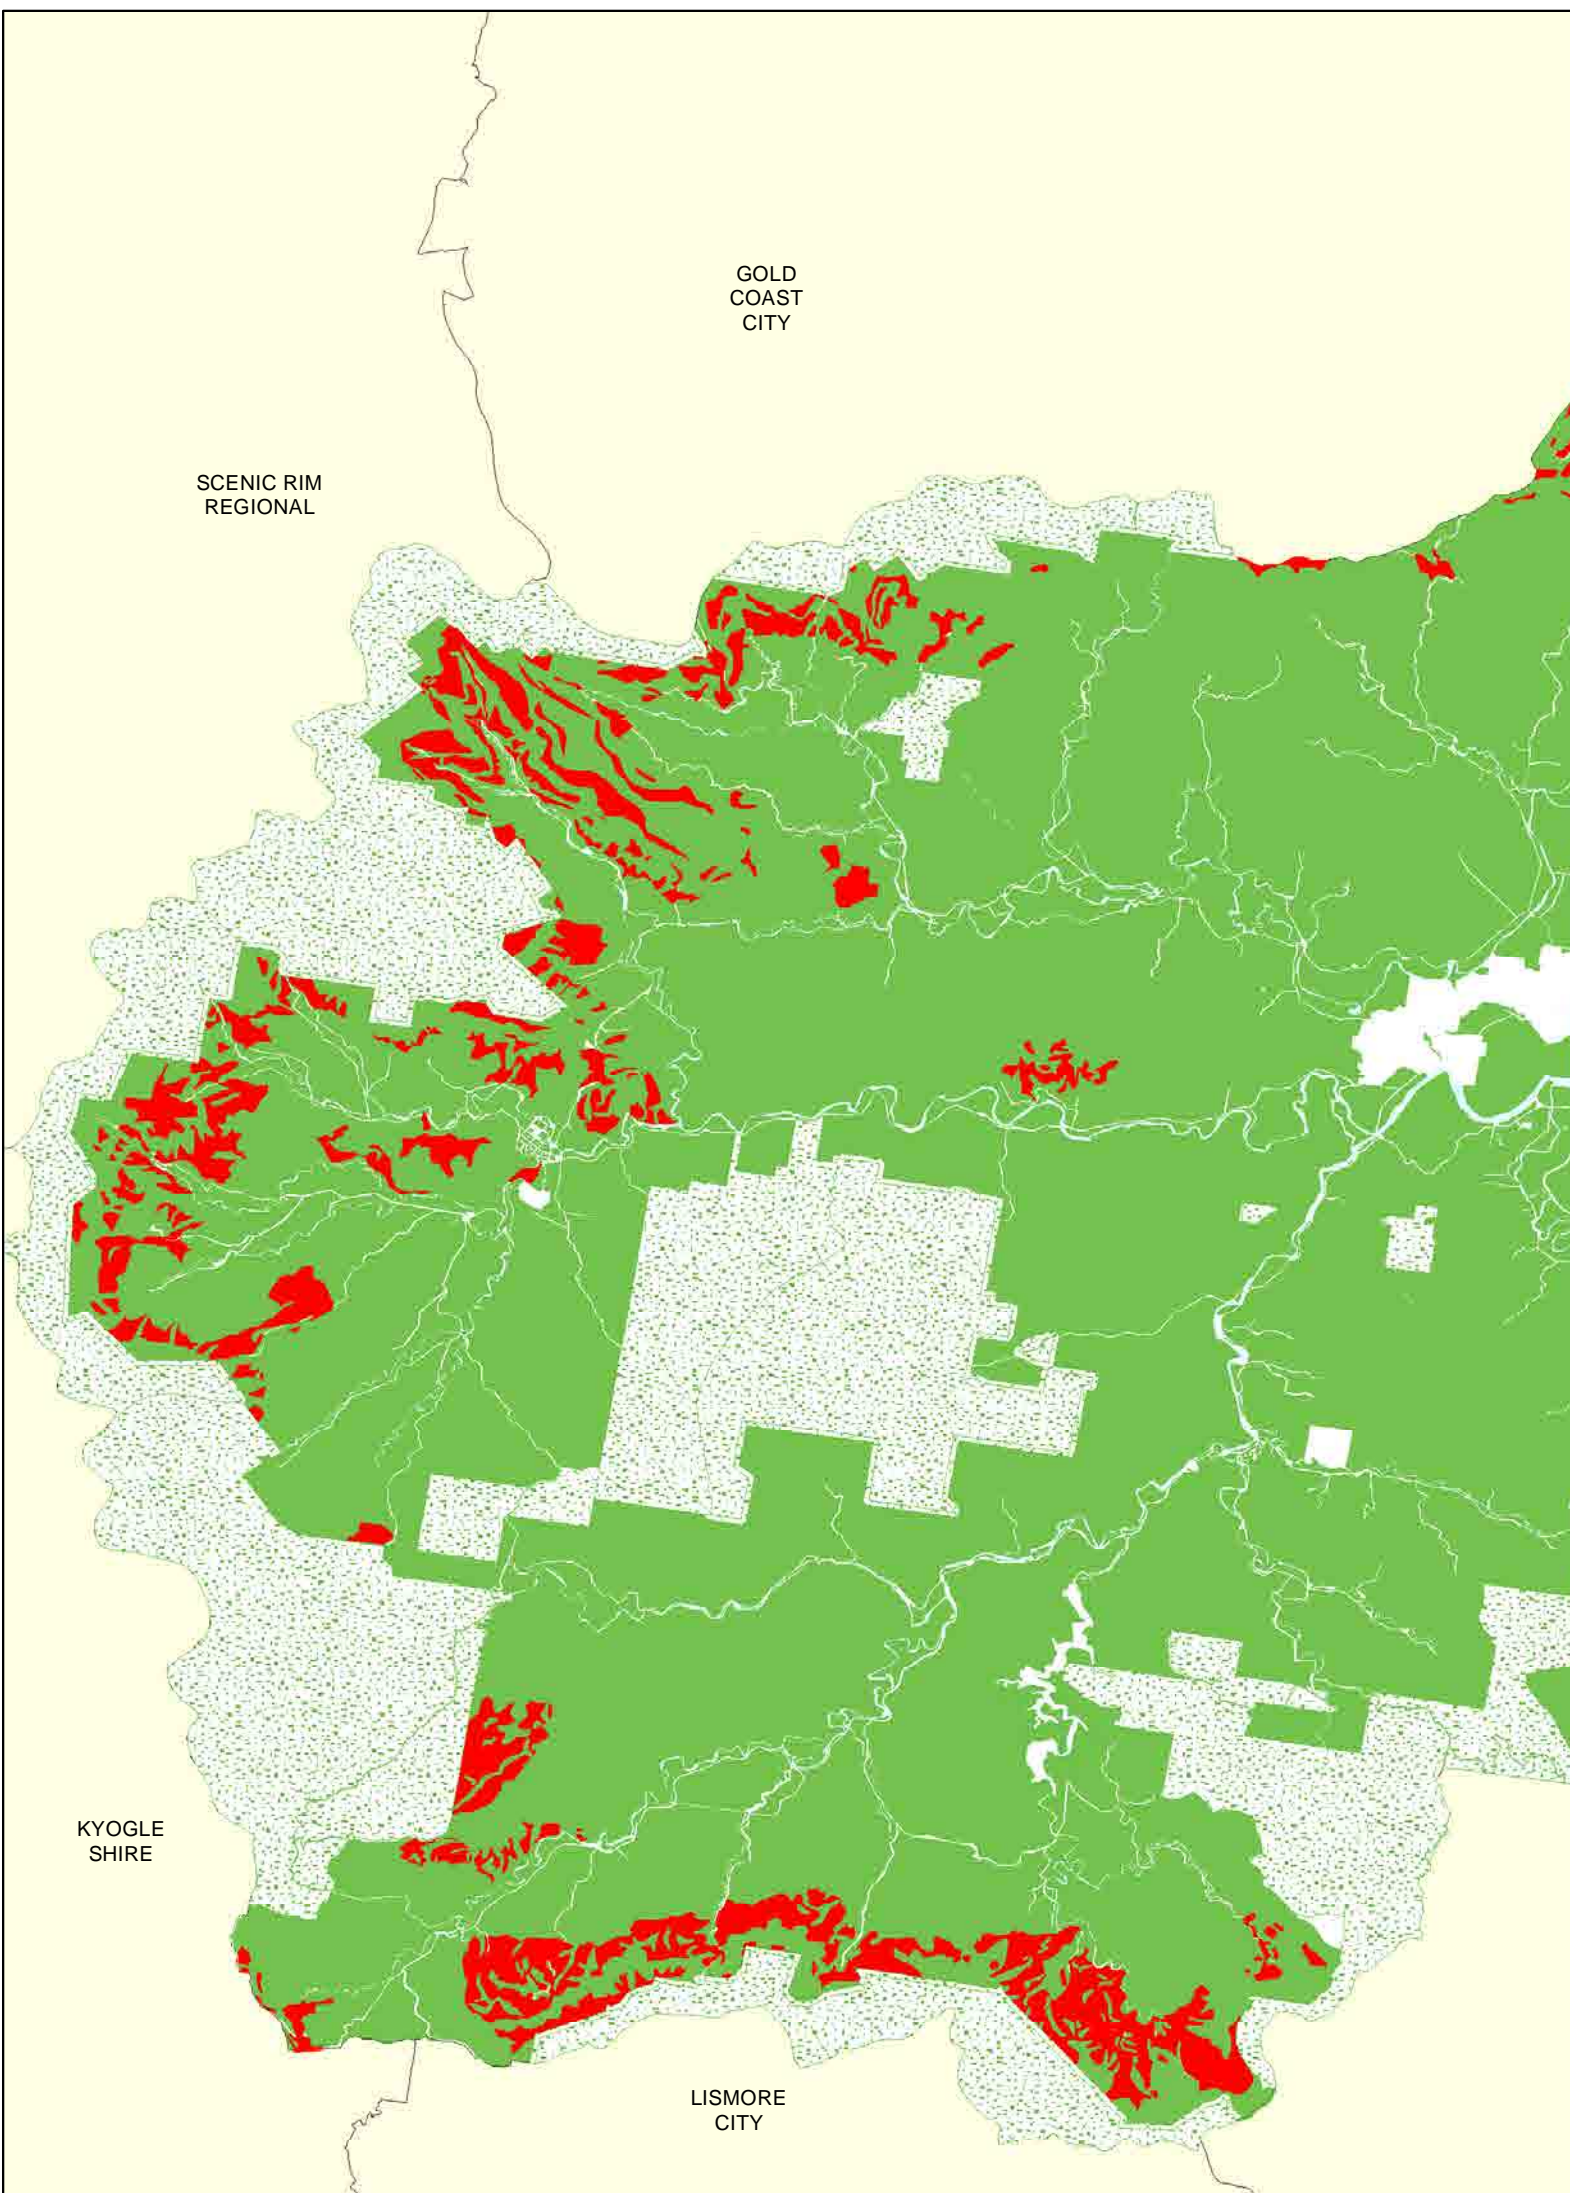 GOLD
COAST
CITY
SCENIC RIM
REGIONAL
KYOGLE
SHIRE
LISMORE
CITY